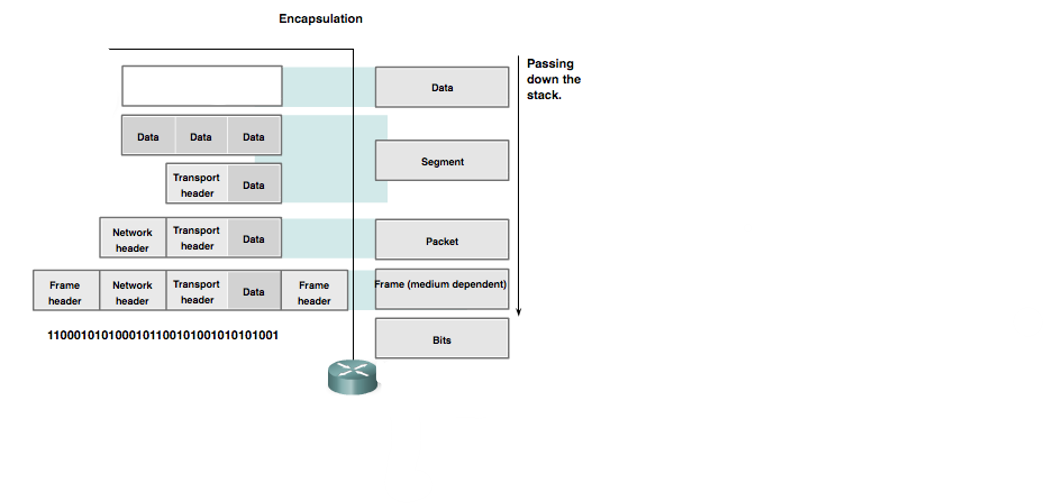 Encapsulation
Passing
down the
stack.
Data
Data Data Data
Segment
Transport
header
Data
Network
header
Transport
header
Data
Packet
Frame
header
Network
header
Transport
header
Data
Frame
header
Frame (medium dependent)
1100010101000101100101001010101001
Bits